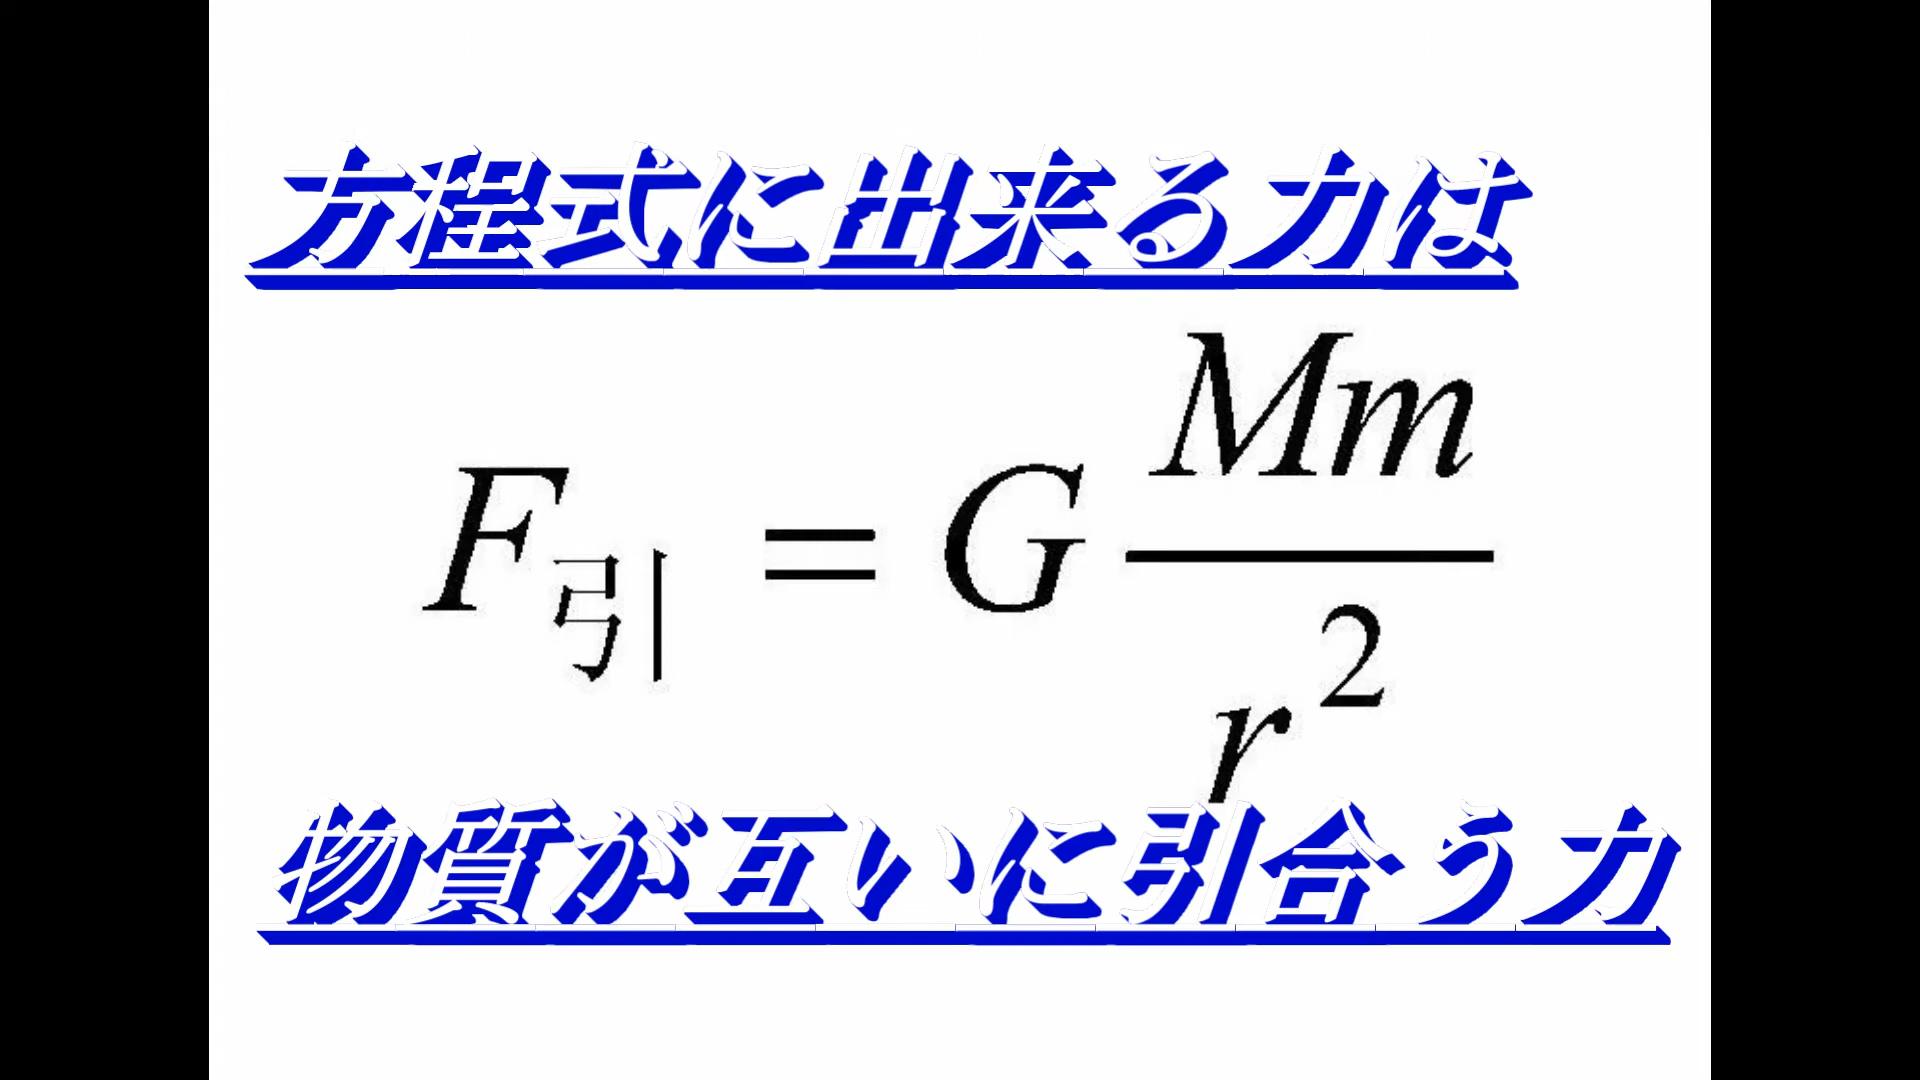 方程式に出来る力は
F引 = G Mm / r²
物質が互いに引合う力